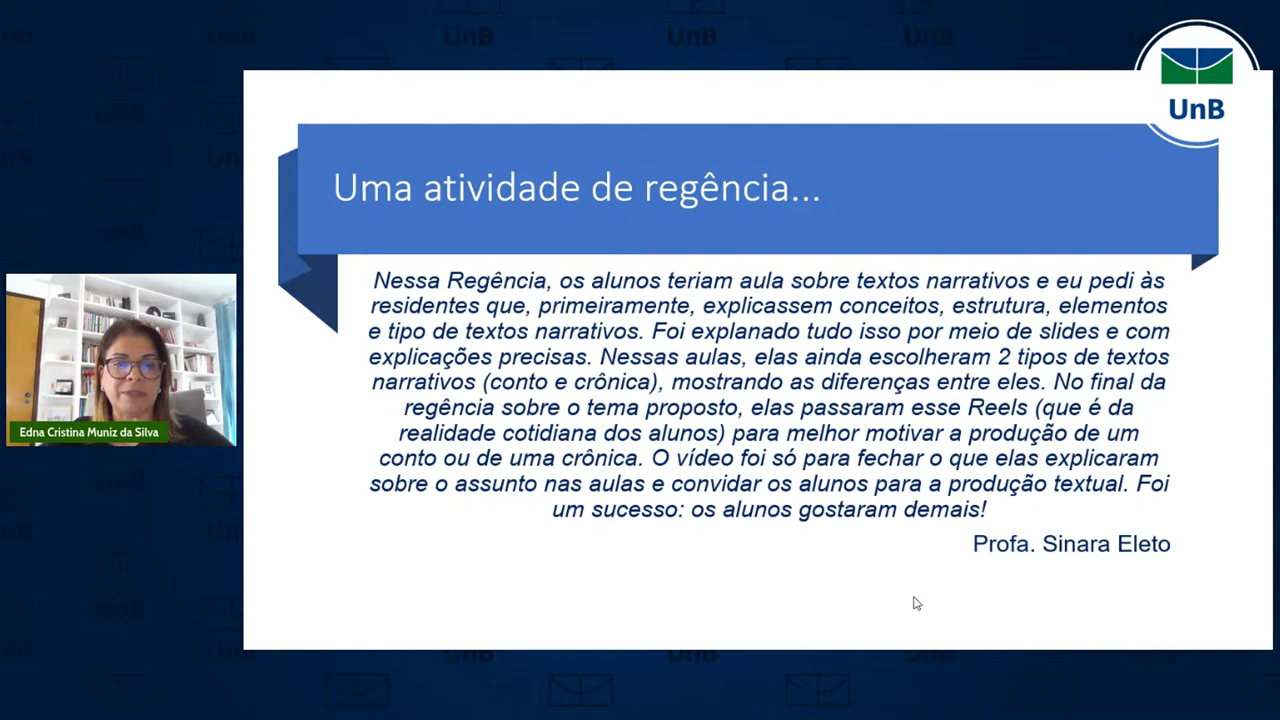 UnB
Uma atividade de regência...
Nessa Regência, os alunos teriam aula sobre textos narrativos e eu pedi às
residentes que, primeiramente, explicassem conceitos, estrutura, elementos
e tipo de textos narrativos. Foi explanado tudo isso por meio de slides e com
explicações precisas. Nessas aulas, elas ainda escolheram 2 tipos de textos
narrativos (conto e crônica), mostrando as diferenças entre eles. No final da
regência sobre o tema proposto, elas passaram esse Reels (que é da
realidade cotidiana dos alunos) para melhor motivar a produção de um
conto ou de uma crônica. O vídeo foi só para fechar o que elas explicaram
sobre o assunto nas aulas e convidar os alunos para a produção textual. Foi
um sucesso: os alunos gostaram demais!
Profa. Sinara Eleto
Edna Cristina Muniz da Silva